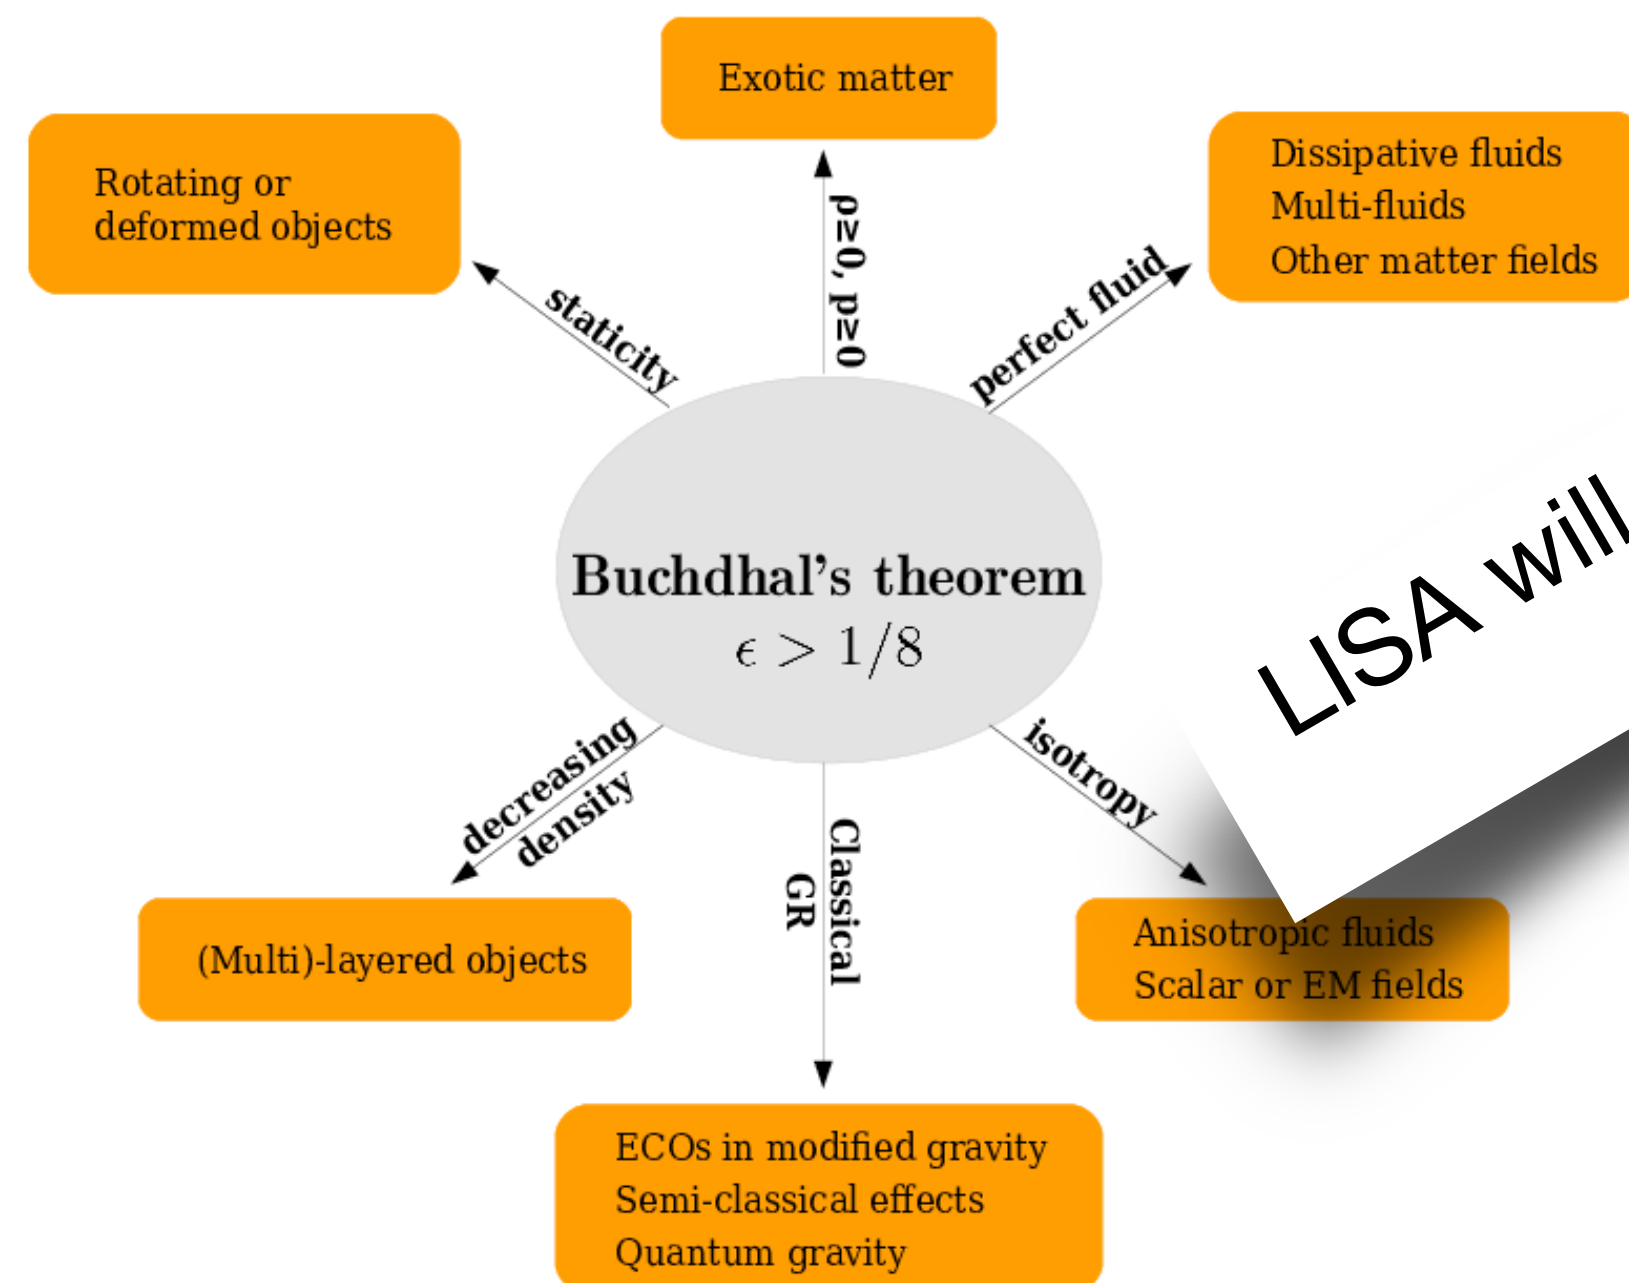 Exotic matter
Rotating or
deformed objects
Dissipative fluids
Multi-fluids
Other matter fields
staticity
ρ≥0, p≥0
perfect fluid
Buchdhal's theorem
ϵ > 1/8
LISA will
decreasing
density
Classical
GR
isotropy
(Multi)-layered objects
Anisotropic fluids
Scalar or EM fields
ECOs in modified gravity
Semi-classical effects
Quantum gravity